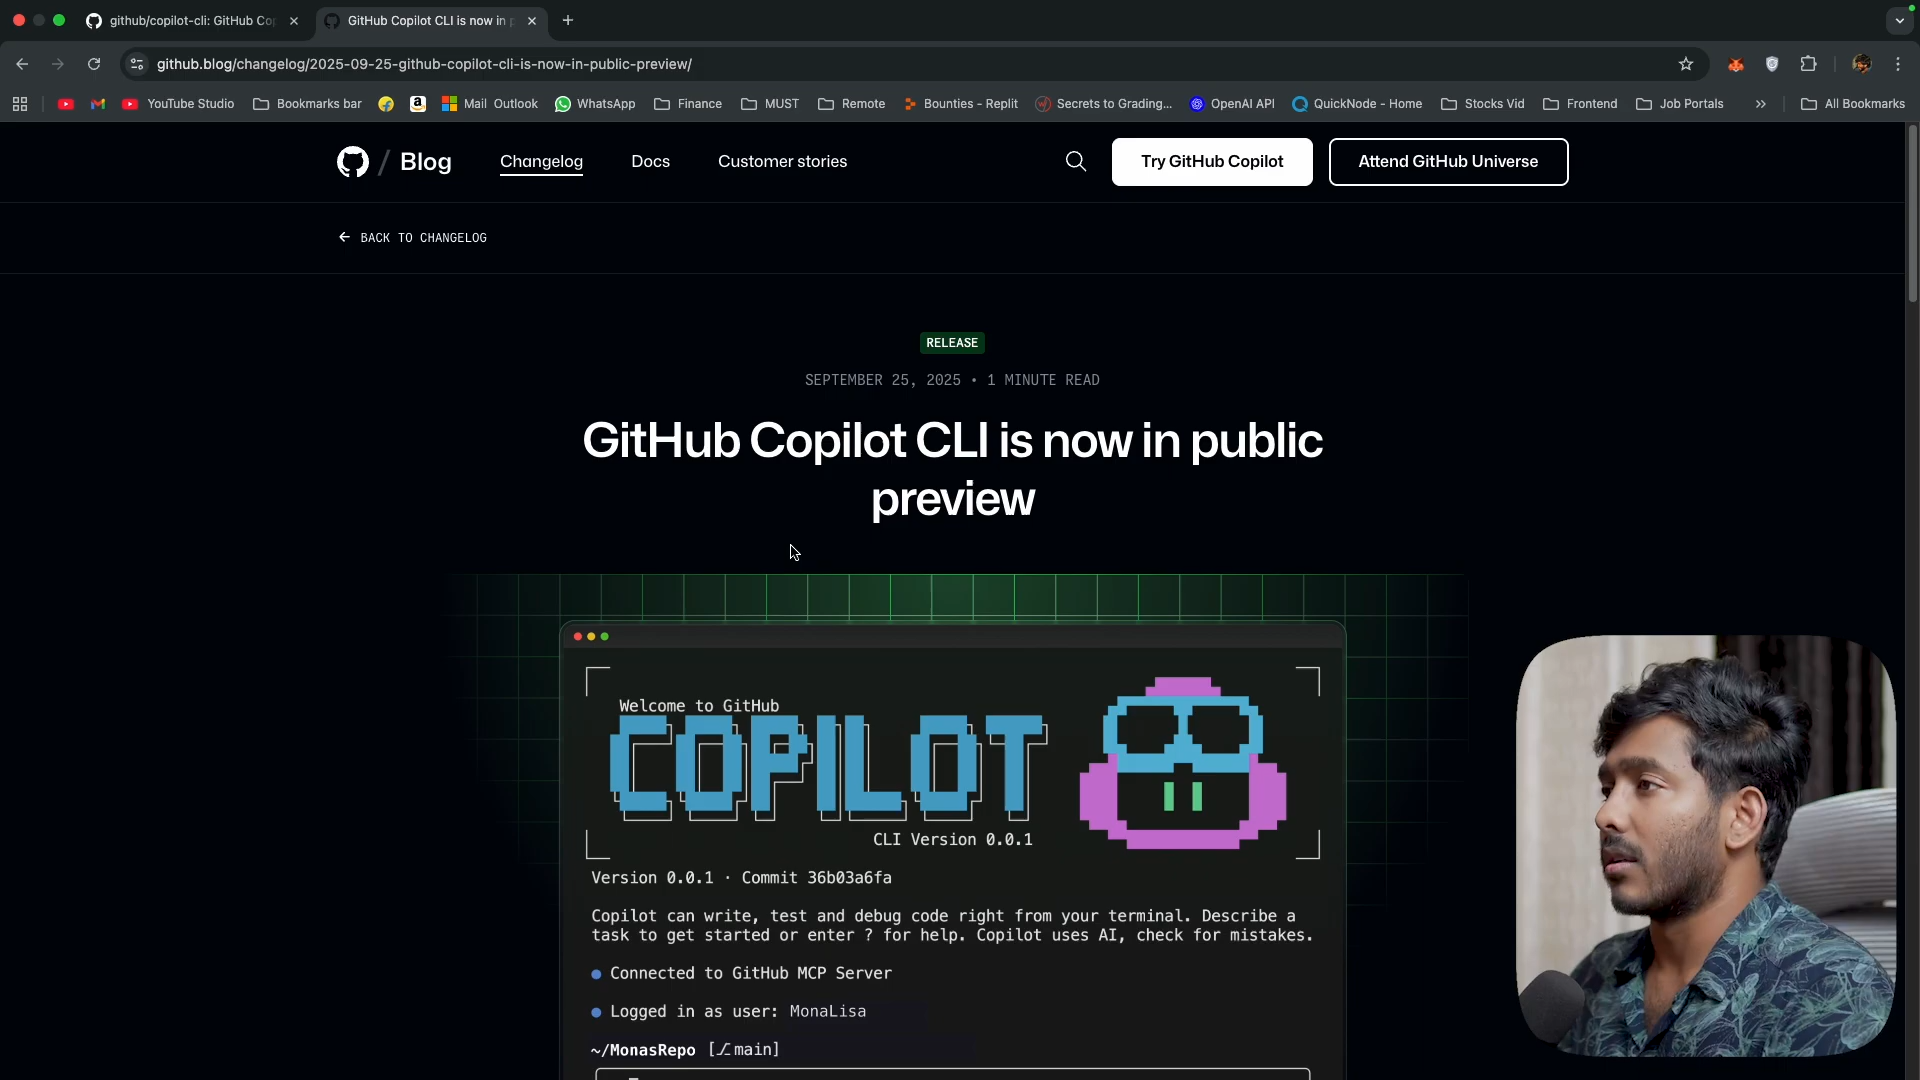 github/copilot-cli: GitHub Co
GitHub Copilot CLI is now in p
github.blog/changelog/2025-09-25-github-copilot-cli-is-now-in-public-preview/
YouTube Studio
Bookmarks bar
Mail Outlook
WhatsApp
Finance
MUST
Remote
Bounties - Replit
Secrets to Grading...
OpenAI API
QuickNode - Home
Stocks Vid
Frontend
Job Portals
All Bookmarks
Blog
Changelog
Docs
Customer stories
Try GitHub Copilot
Attend GitHub Universe
BACK TO CHANGELOG
RELEASE
SEPTEMBER 25, 2025 • 1 MINUTE READ
GitHub Copilot CLI is now in public
preview
Welcome to GitHub
COPILOT
CLI Version 0.0.1
Version 0.0.1 · Commit 36b03a6fa
Copilot can write, test and debug code right from your terminal. Describe a
task to get started or enter ? for help. Copilot uses AI, check for mistakes.
Connected to GitHub MCP Server
Logged in as user: MonaLisa
~/MonasRepo [⎇main]